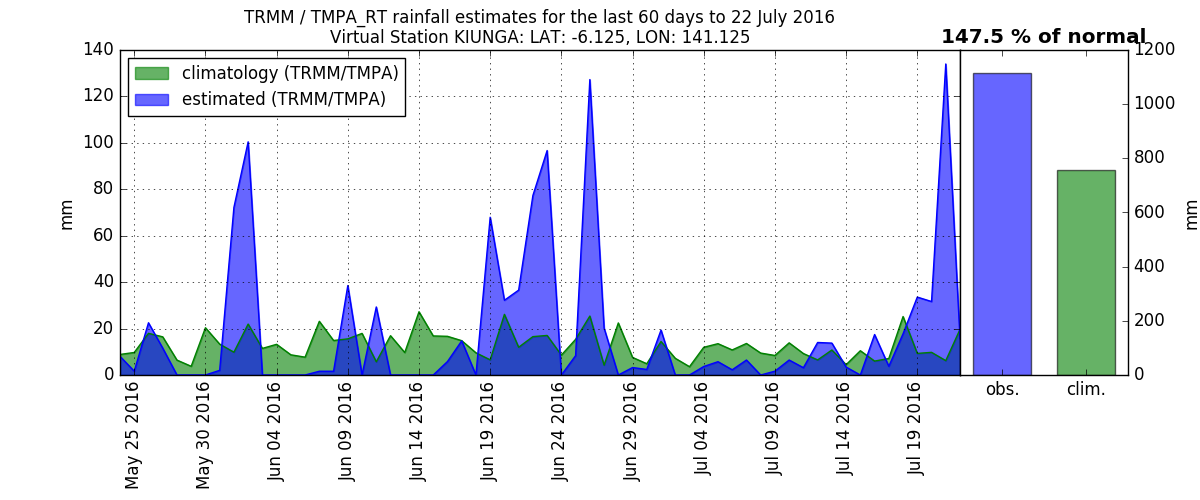 TRMM / TMPA_RT rainfall estimates for the last 60 days to 22 July 2016
Virtual Station KIUNGA: LAT: -6.125, LON: 141.125
147.5 % of normal
climatology (TRMM/TMPA)
estimated (TRMM/TMPA)
140
120
100
80
60
40
20
0
mm
May 25 2016
May 30 2016
Jun 04 2016
Jun 09 2016
Jun 14 2016
Jun 19 2016
Jun 24 2016
Jun 29 2016
Jul 04 2016
Jul 09 2016
Jul 14 2016
Jul 19 2016
obs.
clim.
1200
1000
800
600
400
200
0
mm